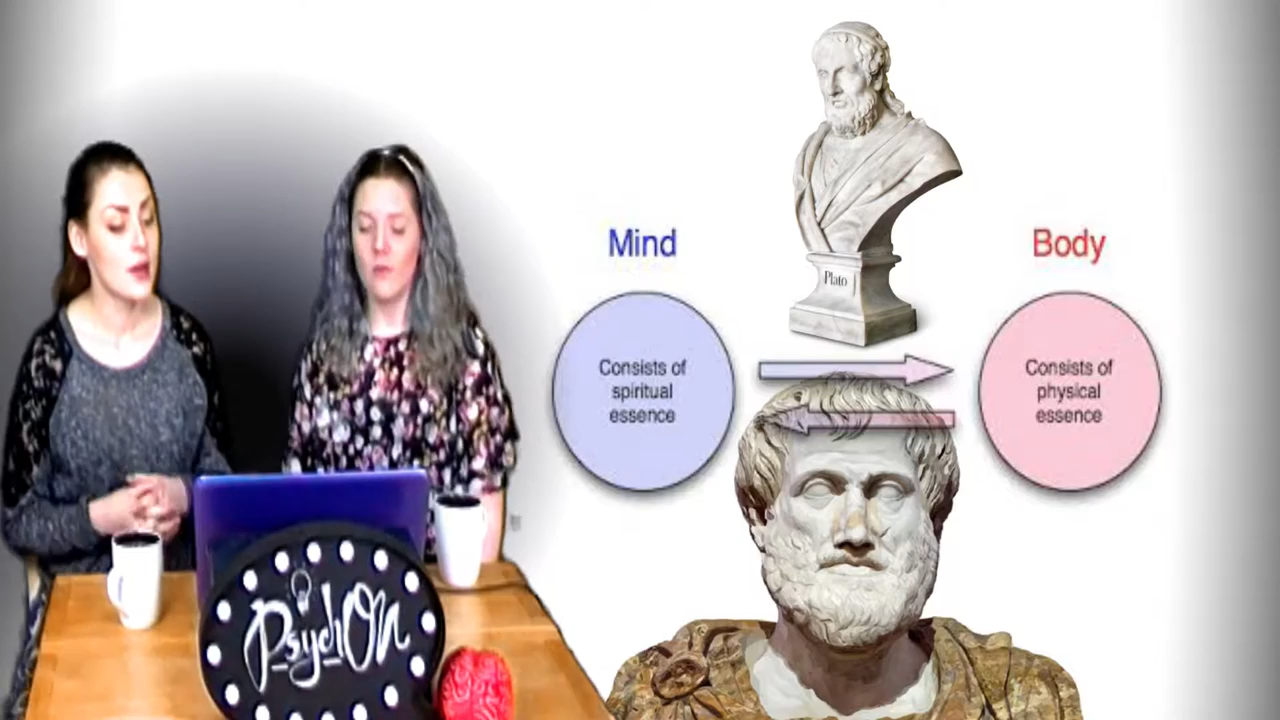 Plato
Mind
Body
Consists of
spiritual
essence
Consists of
physical
essence
PsychON